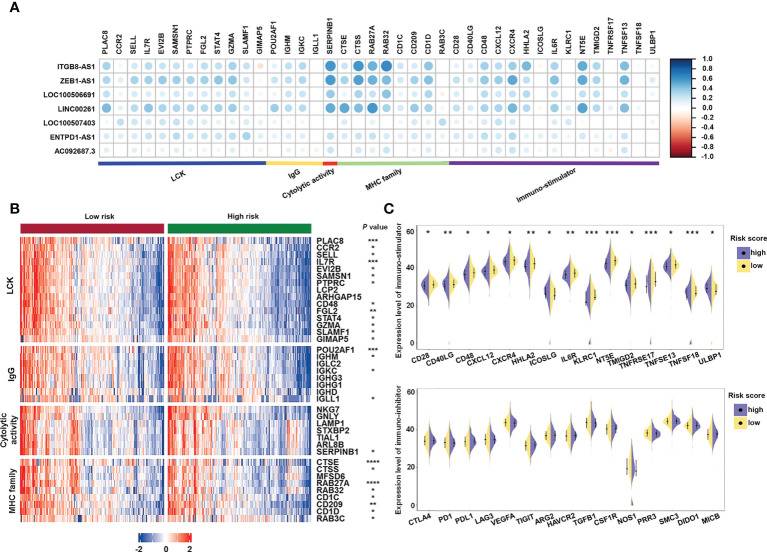 A
PLAC8 CCR2 SELL IL7R EVI2B SAMSN1 PTPRC FGL2 STAT4 GZMA SLAMF1 GIMAP5 POU2AF1 IGHM IGKC IGLL1 SERPINB1 CTSE CTSS RAB27A RAB32 CD1C CD209 CD1D RAB3C CD28 CD40LG CD48 CXCL12 CXCR4 HHLA2 ICOSLG IL6R KLRC1 NT5E TMIGD2 TNFRSF17 TNFSF13 TNFSF18 ULBP1
ITGB8-AS1
ZEB1-AS1
LOC100506691
LINC00261
LOC100507403
ENTPD1-AS1
AC092687.3
1.0
0.8
0.6
0.4
0.2
0.0
-0.2
-0.4
-0.6
-0.8
-1.0
LCK IgG Cytolytic activity MHC family Immuno-stimulator
B
Low risk High risk P value
LCK
PLAC8 ***
CCR2 *
SELL *
IL7R ***
EVI2B *
SAMSN1 *
PTPRC *
LCP2
ARHGAP15
CD48 *
FGL2 **
STAT4 *
GZMA *
SLAMF1 *
GIMAP5 *
IgG
POU2AF1 ***
IGHM *
IGLC2
IGKC *
IGHG3
IGHG1
IGHD
IGLL1 *
Cytolytic activity
NKG7
GNLY
LAMP1
STXBP2
TIAL1
ARL8B
SERPINB1 *
MHC family
CTSE ****
CTSS *
MFSD6
RAB27A ****
RAB32 *
CD1C *
CD209 **
CD1D *
RAB3C *
-2 0 2
C
Expression level of immuno-stimulator
60
40
20
0
* ** * * * ** * ** *** *** * *** * *** *
CD28 CD40LG CD48 CXCL12 CXCR4 HHLA2 ICOSLG IL6R KLRC1 NT5E TMIGD2 TNFRSE17 TNFSE13 TNFSF18 ULBP1
Risk score
high
low
Expression level of immuno-inhibitor
60
40
20
0
CTLA4 PD1 PDL1 LAG3 VEGFA TIGIT ARG2 HAVCR2 TGFB1 CSF1R NOS1 PRR3 SMC3 DIDO1 MICB
Risk score
high
low